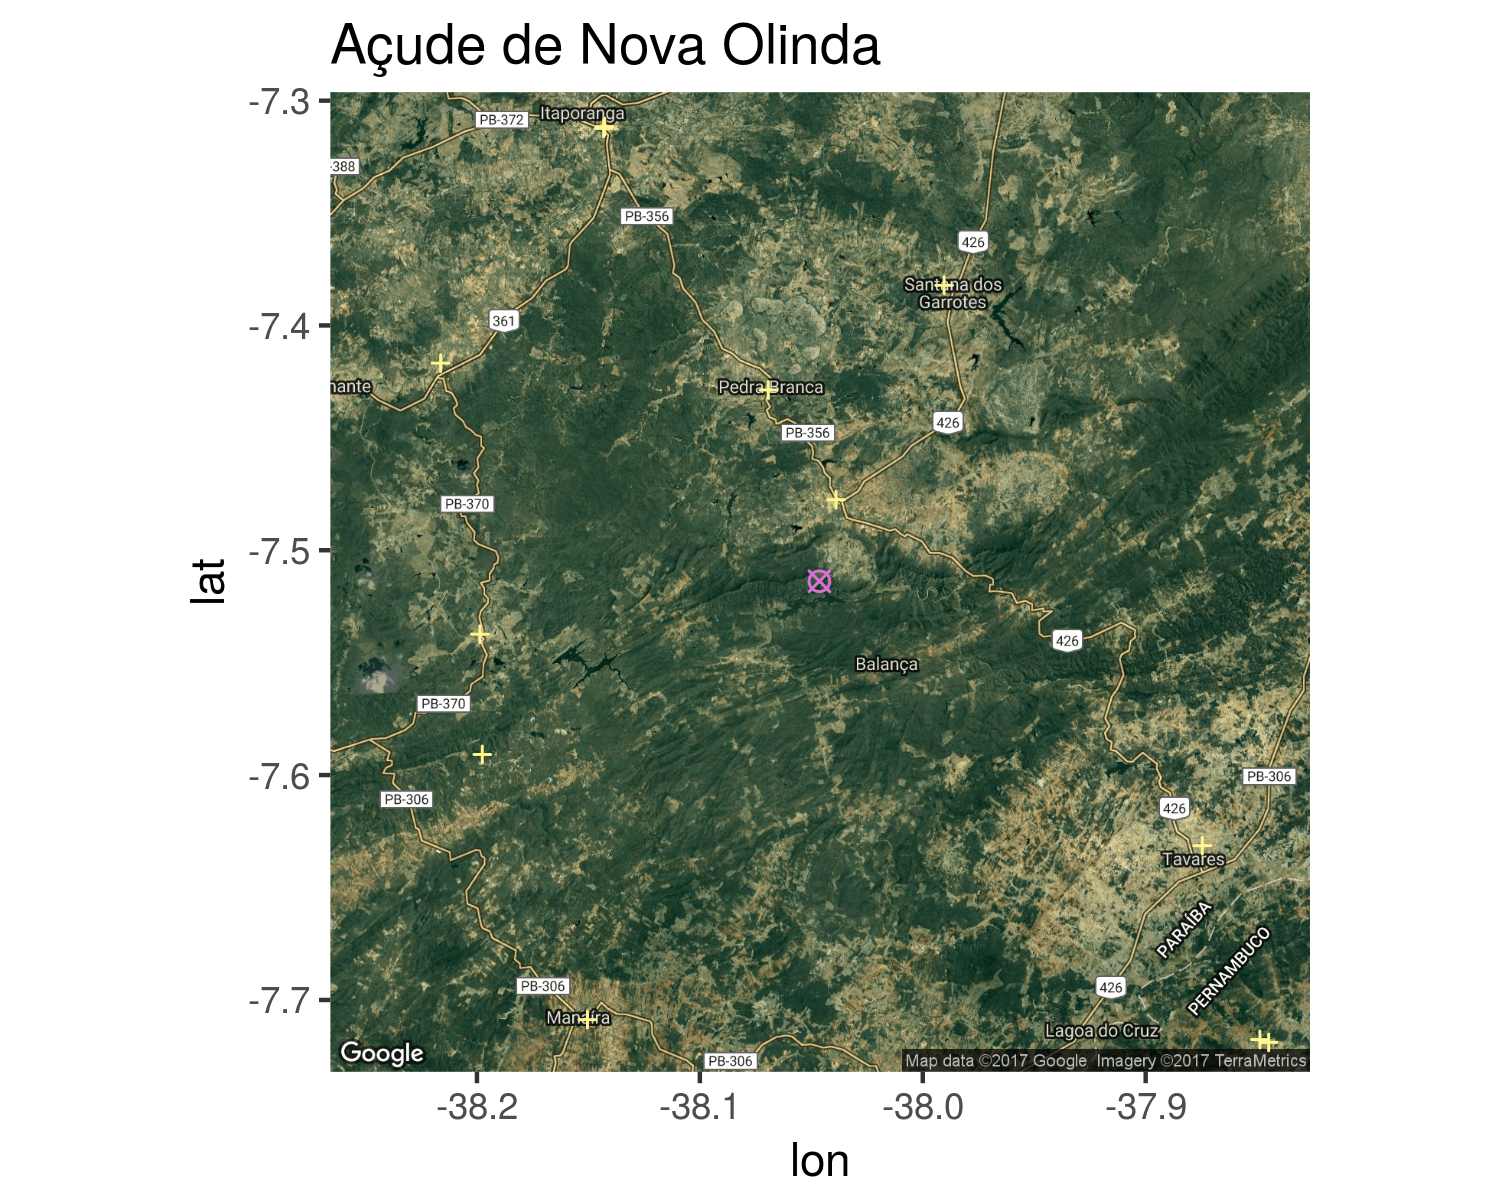 Açude de Nova Olinda
-7.3
Itaporanga
PB-372
-388
PB-356
426
Santana dos
Garrotes
-7.4
361
nante
Pedra Branca
426
PB-356
PB-370
-7.5
lat
426
Balança
PB-370
-7.6
PB-306
PB-306
426
Tavares
PARAÍBA
PERNAMBUCO
-7.7
PB-306
426
Manaíra
Lagoa do Cruz
Google
PB-306
Map data ©2017 Google Imagery ©2017 TerraMetrics
-38.2
-38.1
-38.0
-37.9
lon